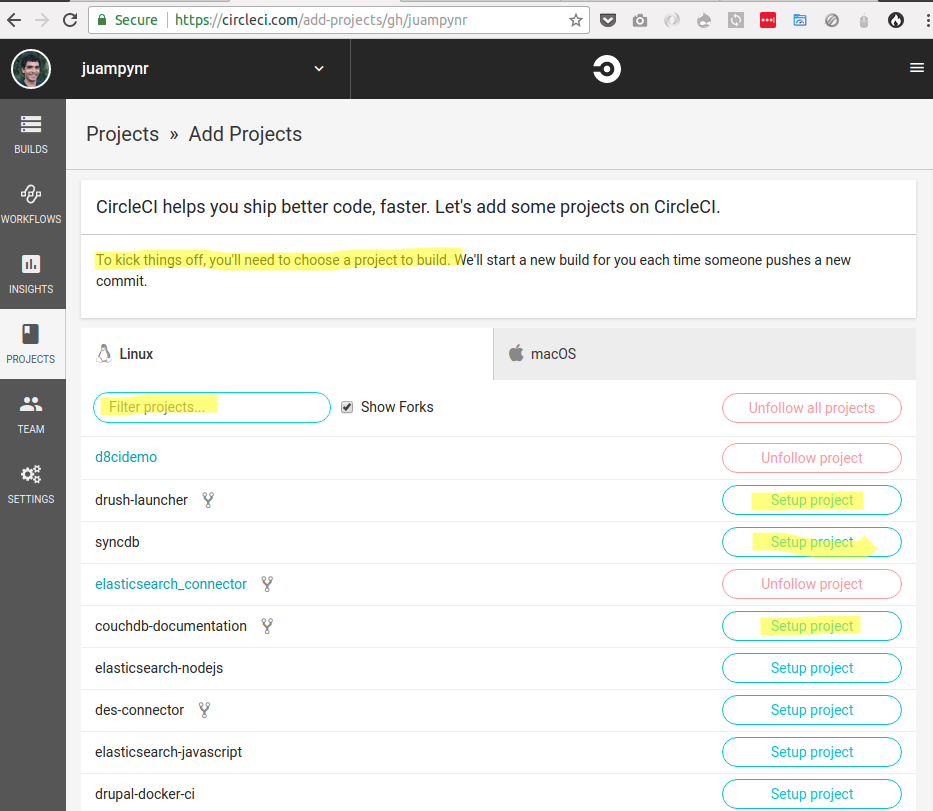 Secure https://circleci.com/add-projects/gh/juampynr
juampynr
BUILDS
WORKFLOWS
INSIGHTS
PROJECTS
TEAM
SETTINGS
Projects » Add Projects
CircleCI helps you ship better code, faster. Let's add some projects on CircleCI.
To kick things off, you'll need to choose a project to build. We'll start a new build for you each time someone pushes a new
commit.
Linux macOS
Filter projects... Show Forks Unfollow all projects
d8cidemo Unfollow project
drush-launcher Setup project
syncdb Setup project
elasticsearch_connector Unfollow project
couchdb-documentation Setup project
elasticsearch-nodejs Setup project
des-connector Setup project
elasticsearch-javascript Setup project
drupal-docker-ci Setup project